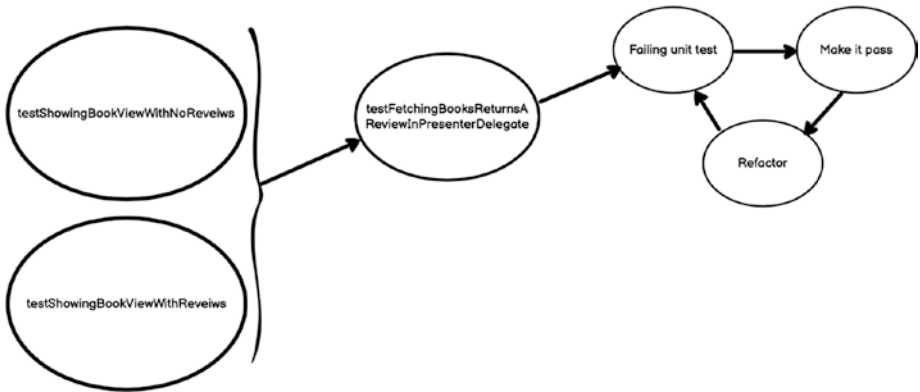 testShowingBookViewWithNoReveiws
testShowingBookViewWithReveiws
testFetchingBooksReturnsA
ReviewInPresenterDelegate
Failing unit test
Make it pass
Refactor